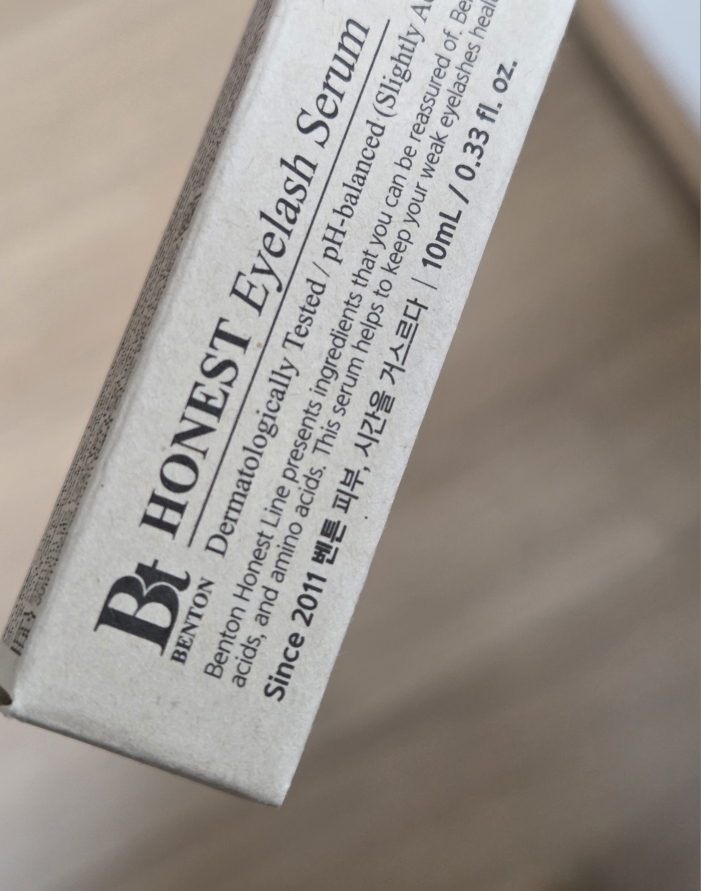 Bt HONEST Eyelash Serum
BENTON Dermatologically Tested / pH-balanced (Slightly
Benton Honest Line presents ingredients that you can be reassured of.
acids, and amino acids. This serum helps to keep your weak eyelashes
Since 2011 벤튼 피부, 시간을 거스르다 | 10mL / 0.33 fl. oz.